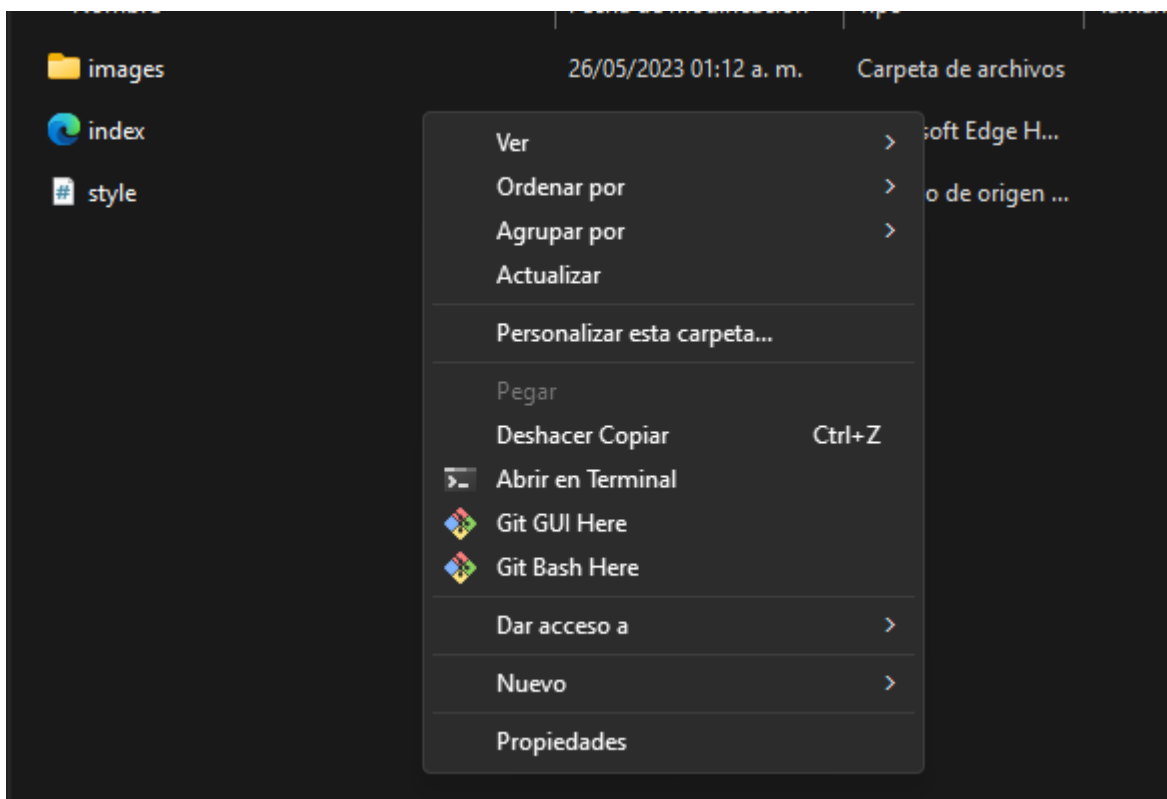 images 26/05/2023 01:12 a. m. Carpeta de archivos
index soft Edge H...
style # o de origen ...
Ver
Ordenar por
Agrupar por
Actualizar
Personalizar esta carpeta...
Pegar
Deshacer Copiar Ctrl+Z
Abrir en Terminal
Git GUI Here
Git Bash Here
Dar acceso a
Nuevo
Propiedades